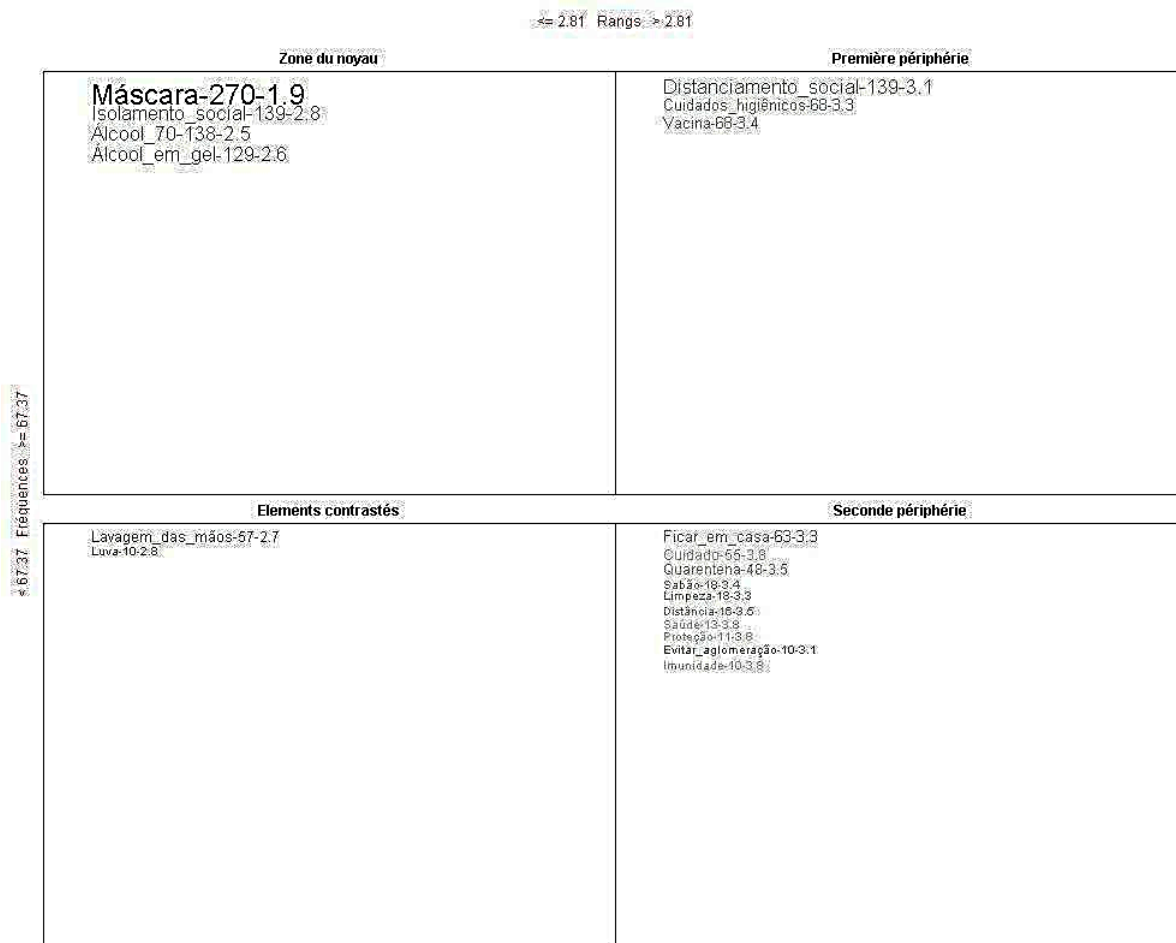 <= 2.81 Rangs > 2.81
Zone du noyau
Première périphérie
Máscara-270-1.9
Isolamento_social-139-2.8
Álcool_70-138-2.5
Álcool_em_gel-129-2.6
Distanciamento_social-139-3.1
Cuidados_higiênicos-68-3.3
Vacina-68-3.4
< 67.37 Fréquences >= 67.37
Elements contrastés
Seconde périphérie
Lavagem_das_mãos-57-2.7
Luva-10-2.8
Ficar_em_casa-63-3.3
Cuidado-55-3.8
Quarentena-48-3.5
Sabão-18-3.4
Limpeza-18-3.3
Distância-16-3.6
Saúde-13-3.8
Proteção-11-3.8
Evitar_aglomeração-10-3.1
Imunidade-10-3.8